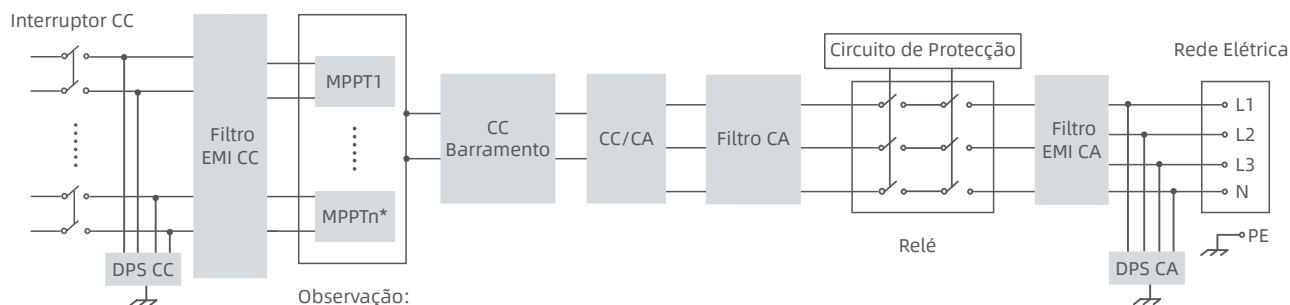 Interruptor CC
Circuito de Protecção
Rede Elétrica
MPPT1
L1
Filtro
EMI CC
CC
Barramento
CC/CA
Filtro CA
Filtro
EMI CA
L2
L3
N
MPPTn*
Relé
PE
DPS CC
DPS CA
Observação: